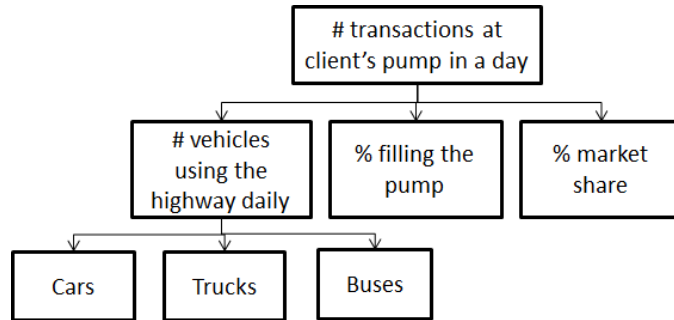 # transactions at
client's pump in a day
# vehicles
using the
highway daily
% filling the
pump
% market
share
Cars
Trucks
Buses